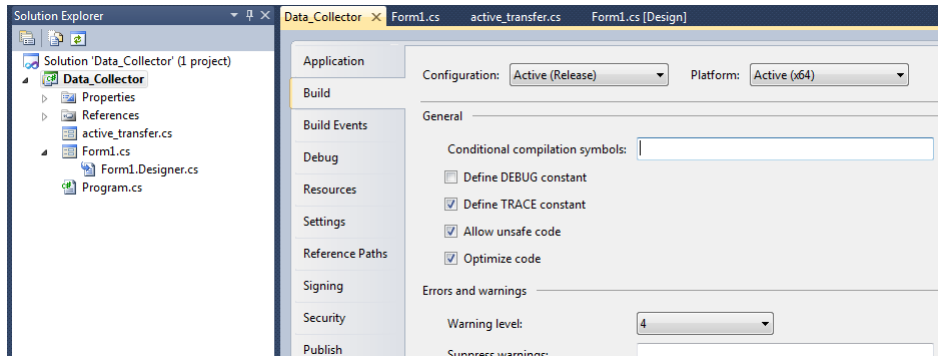 Solution Explorer
Solution 'Data_Collector' (1 project)
Data_Collector
Properties
References
active_transfer.cs
Form1.cs
Form1.Designer.cs
Program.cs
Data_Collector Form1.cs active_transfer.cs Form1.cs [Design]
Application
Build
Build Events
Debug
Resources
Settings
Reference Paths
Signing
Security
Publish
Configuration: Active (Release) Platform: Active (x64)
General
Conditional compilation symbols:
Define DEBUG constant
Define TRACE constant
Allow unsafe code
Optimize code
Errors and warnings
Warning level: 4
Suppress warnings: